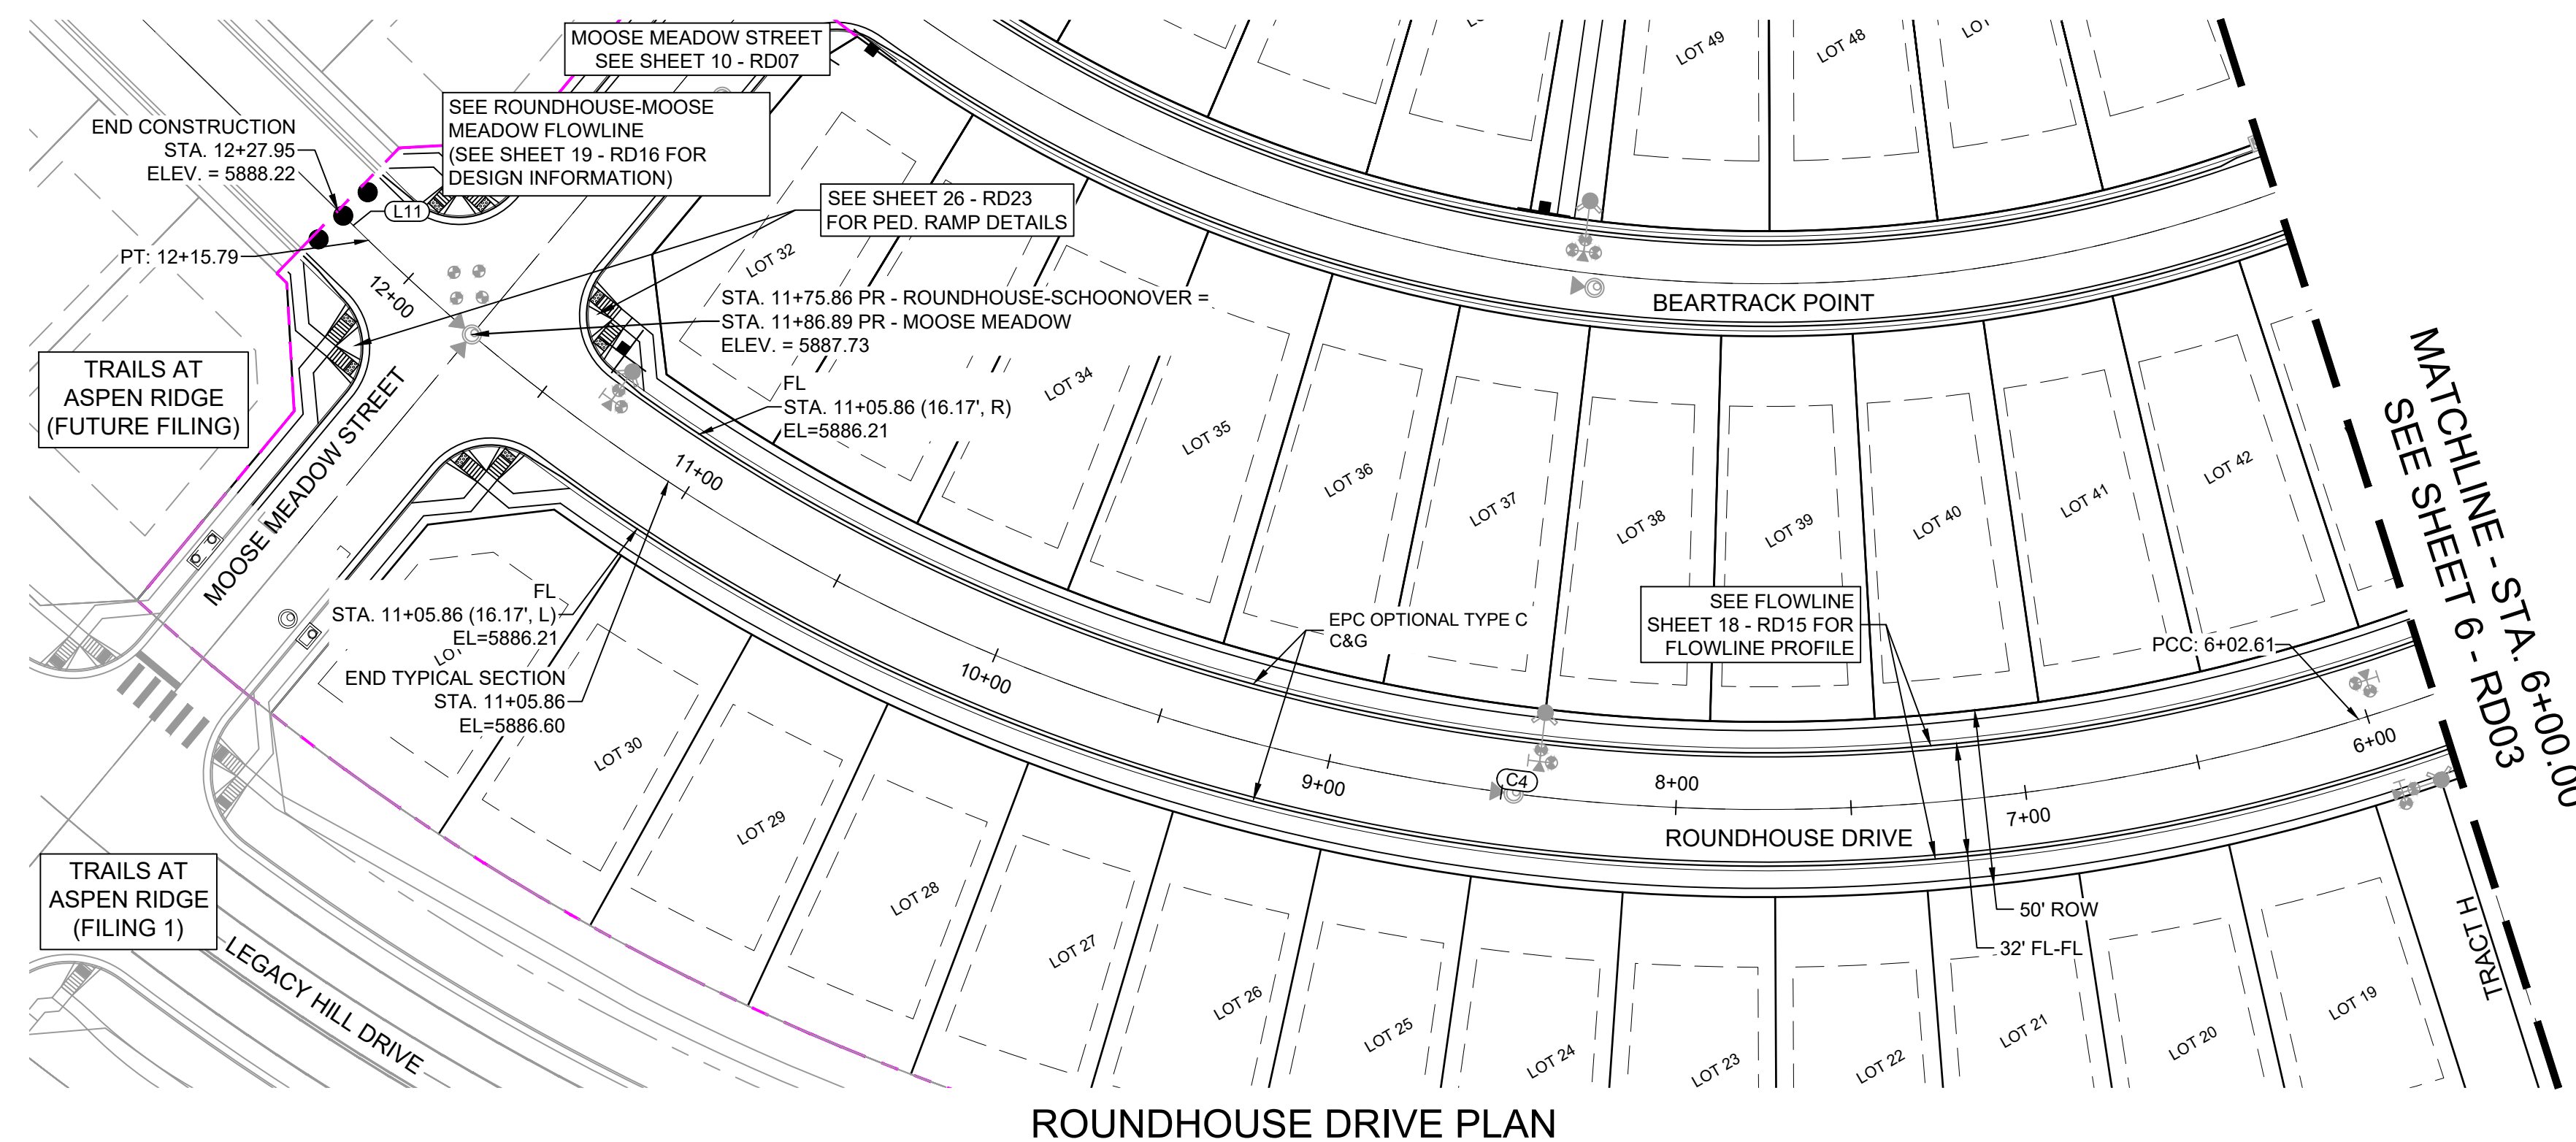 MOOSE MEADOW STREET
SEE SHEET 10 - RD07
SEE ROUNDHOUSE-MOOSE
MEADOW FLOWLINE
(SEE SHEET 19 - RD16 FOR
DESIGN INFORMATION)
END CONSTRUCTION
STA. 12+27.95
ELEV. = 5888.22
L11
PT: 12+15.79
12+00
SEE SHEET 26 - RD23
FOR PED. RAMP DETAILS
STA. 11+75.86 PR - ROUNDHOUSE-SCHOONOVER =
STA. 11+86.89 PR - MOOSE MEADOW
ELEV. = 5887.73
FL
STA. 11+05.86 (16.17', R)
EL=5886.21
TRAILS AT
ASPEN RIDGE
(FUTURE FILING)
MOOSE MEADOW STREET
11+00
FL
STA. 11+05.86 (16.17', L)
EL=5886.21
END TYPICAL SECTION
STA. 11+05.86
EL=5886.60
LOT 49
LOT 48
BEARTRACK POINT
LOT 32
LOT 34
LOT 35
LOT 36
LOT 37
LOT 38
LOT 39
LOT 40
LOT 41
LOT 42
EPC OPTIONAL TYPE C
C&G
SEE FLOWLINE
SHEET 18 - RD15 FOR
FLOWLINE PROFILE
PCC: 6+02.61
MATCHLINE - STA. 6+00.00
SEE SHEET 6 - RD03
10+00
9+00
C4
8+00
7+00
6+00
ROUNDHOUSE DRIVE
50' ROW
32' FL-FL
TRACT H
LOT 30
LOT 29
LOT 28
LOT 27
LOT 26
LOT 25
LOT 24
LOT 23
LOT 22
LOT 21
LOT 20
LOT 19
TRAILS AT
ASPEN RIDGE
(FILING 1)
LEGACY HILL DRIVE
ROUNDHOUSE DRIVE PLAN